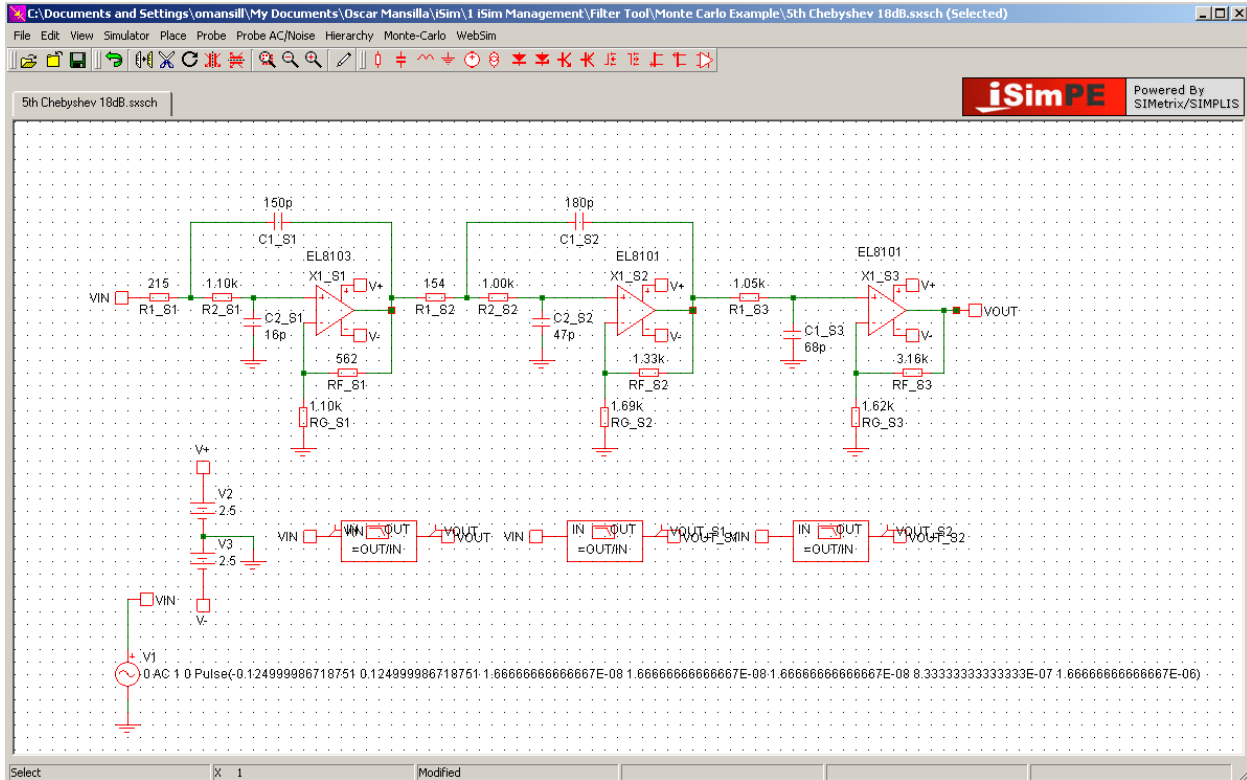 C:\Documents and Settings\omansill\My Documents\Oscar Mansilla\iSim\1 iSim Management\Filter Tool\Monte Carlo Example\5th Chebyshev 18dB.sxsch (Selected)
File Edit View Simulator Place Probe Probe AC/Noise Hierarchy Monte-Carlo WebSim
5th Chebyshev 18dB.sxsch
iSimPE
Powered By
SIMetrix/SIMPLIS
150p
C1_S1
180p
C1_S2
EL8103
X1_S1
EL8101
X1_S2
EL8101
X1_S3
VIN
215
R1_S1
1.10k
R2_S1
V+
154
R1_S2
1.00k
R2_S2
V+
1.05k
R1_S3
V+
C2_S1
16p
V-
C2_S2
47p
V-
C1_S3
68p
V-
VOUT
562
RF_S1
1.33k
RF_S2
3.16k
RF_S3
1.10k
RG_S1
1.69k
RG_S2
1.62k
RG_S3
V+
V2
2.5
V3
2.5
V-
VIN
VIN IN OUT VOUT VOUT
=OUT/IN
VIN IN OUT VOUT_S1 VOUT_S1
=OUT/IN
VIN IN OUT VOUT_S2 VOUT_S2
=OUT/IN
VIN
V1
0 AC 1 0 Pulse(-0.124999986718751 0.124999986718751 1.66666666666667E-08 1.66666666666667E-08 1.66666666666667E-08 8.33333333333333E-07 1.66666666666667E-06)
Select X 1 Modified